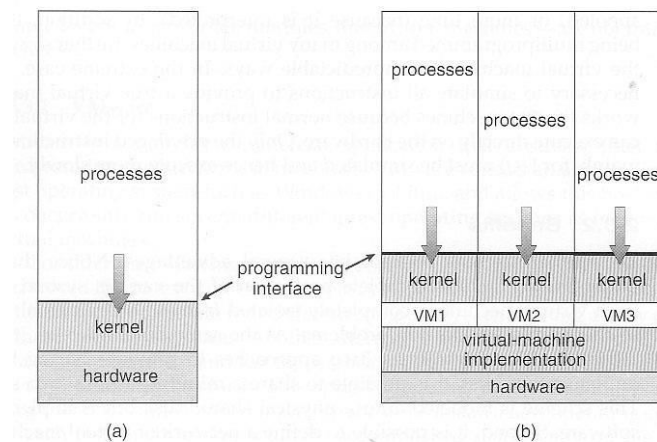 processes
processes
processes
processes
programming
interface
kernel
kernel
kernel
kernel
VM1
VM2
VM3
virtual-machine
implementation
hardware
hardware
(a)
(b)